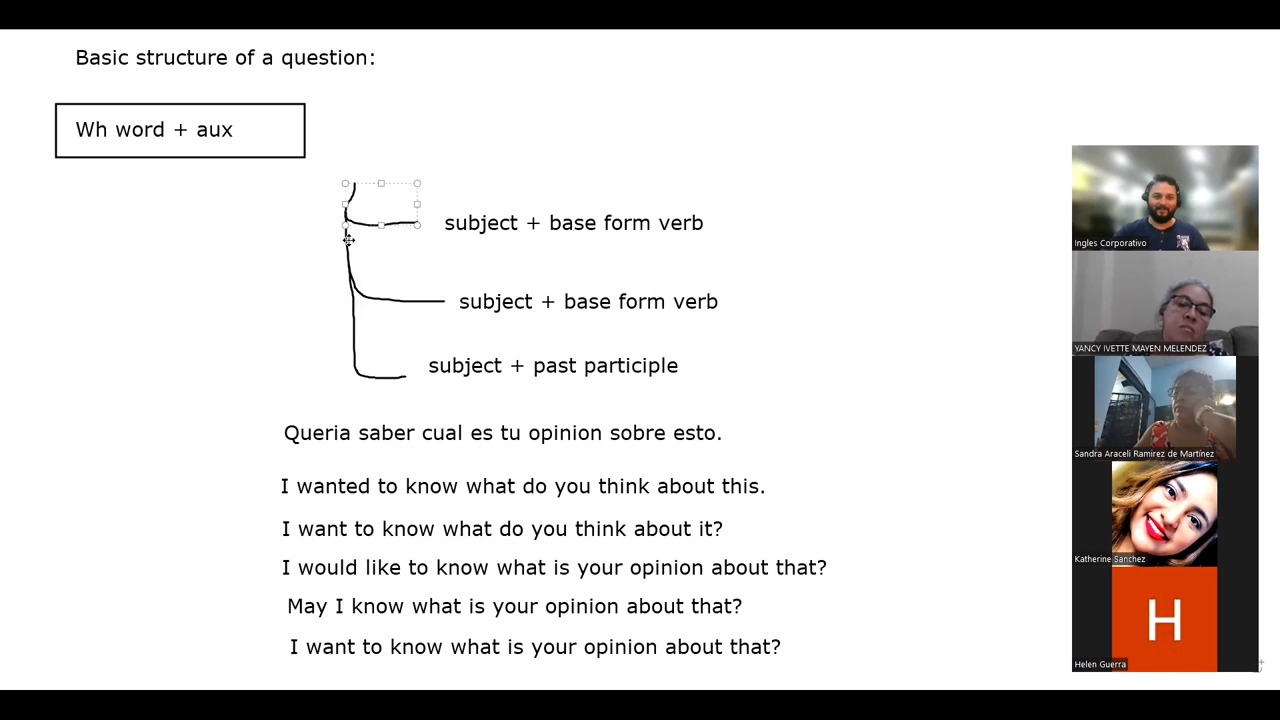 Basic structure of a question:
Wh word + aux
subject + base form verb
subject + base form verb
subject + past participle
Queria saber cual es tu opinion sobre esto.
I wanted to know what do you think about this.
I want to know what do you think about it?
I would like to know what is your opinion about that?
May I know what is your opinion about that?
I want to know what is your opinion about that?
Ingles Corporativo
YANCY IVETTE MAYEN MELENDEZ
Sandra Araceli Ramirez de Martínez
Katherine Sanchez
H
Helen Guerra